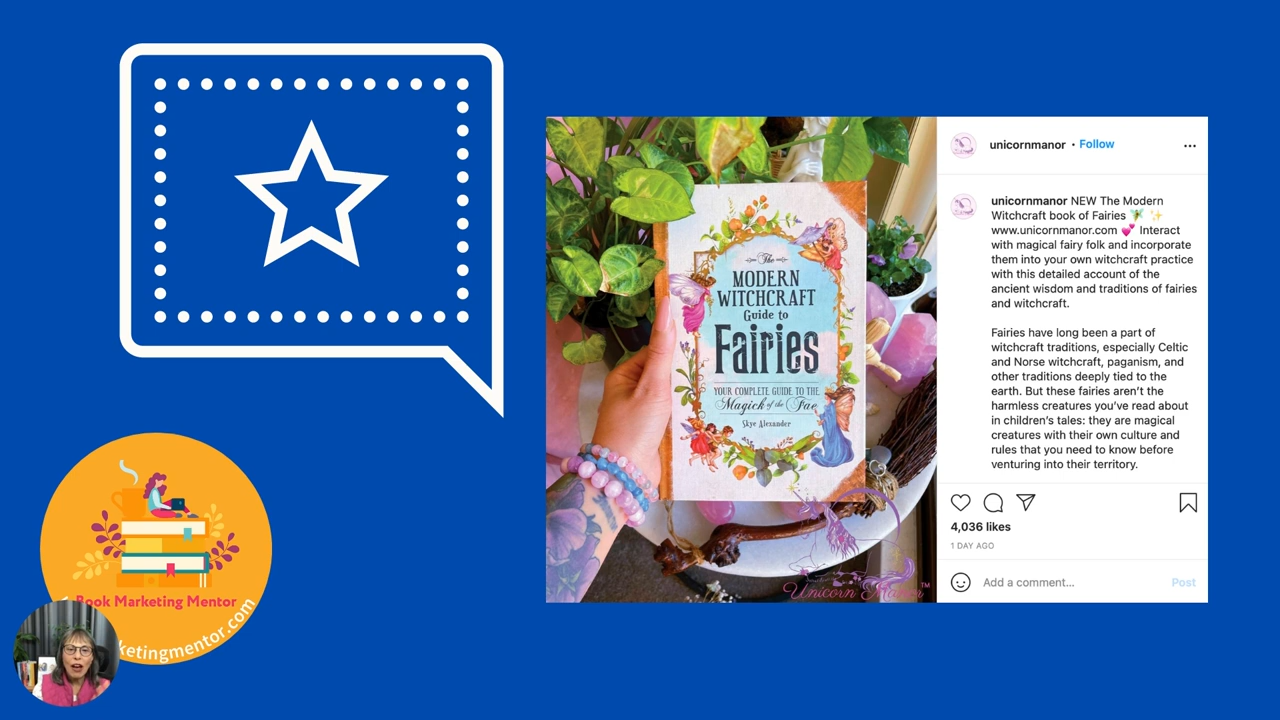 The
MODERN
WITCHCRAFT
Guide to
Fairies
YOUR COMPLETE GUIDE TO THE
Magick of the Fae
Skye Alexander
Unicorn Manor™
unicornmanor • Follow
unicornmanor NEW The Modern
Witchcraft book of Fairies 🧚 ✨
www.unicornmanor.com 💕 Interact
with magical fairy folk and incorporate
them into your own witchcraft practice
with this detailed account of the
ancient wisdom and traditions of fairies
and witchcraft.
Fairies have long been a part of
witchcraft traditions, especially Celtic
and Norse witchcraft, paganism, and
other traditions deeply tied to the
earth. But these fairies aren't the
harmless creatures you've read about
in children's tales: they are magical
creatures with their own culture and
rules that you need to know before
venturing into their territory.
4,036 likes
1 DAY AGO
Add a comment...
Post
Book Marketing Mentor
ketingmentor.com